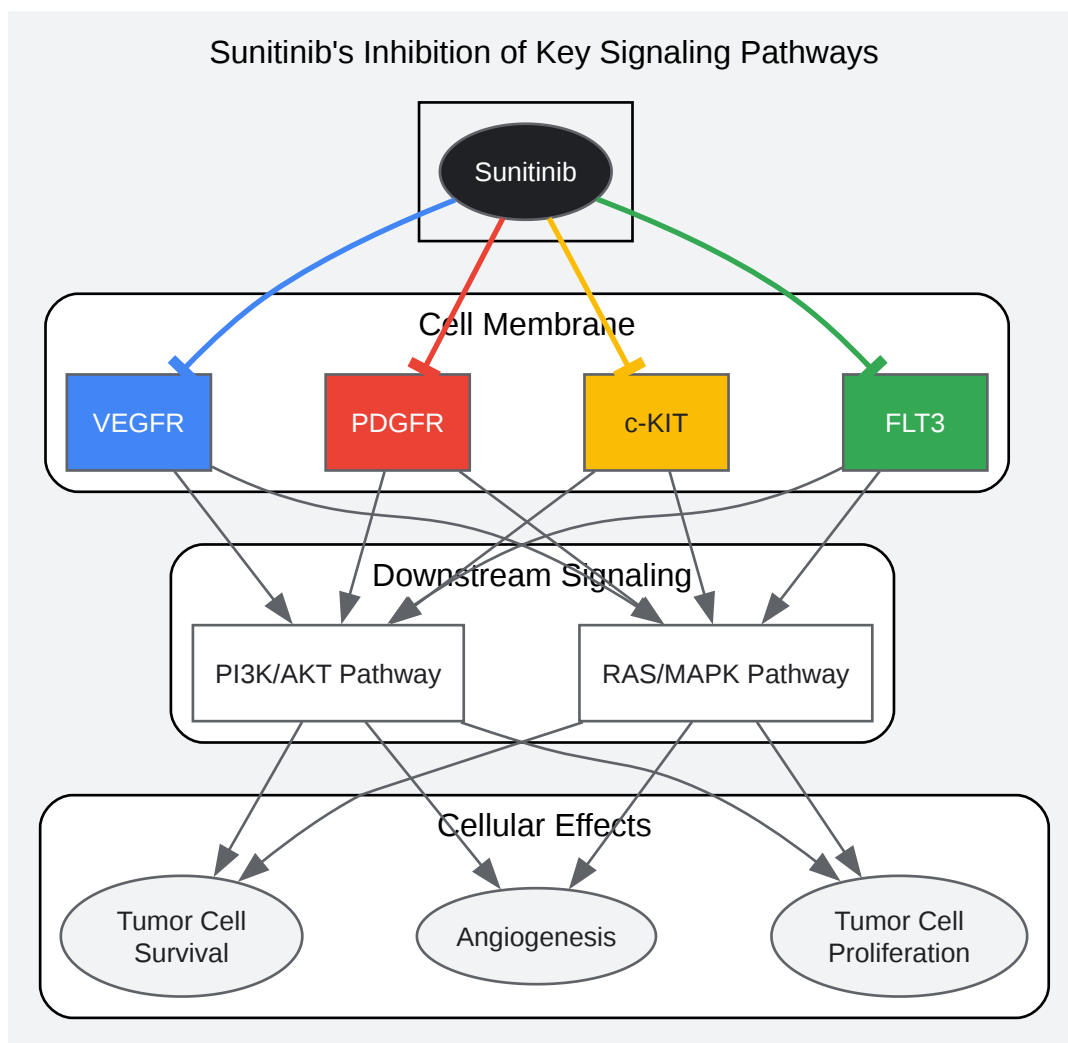 Sunitinib's Inhibition of Key Signaling Pathways
Sunitinib
Cell Membrane
VEGFR
PDGFR
c-KIT
FLT3
Downstream Signaling
PI3K/AKT Pathway
RAS/MAPK Pathway
Cellular Effects
Tumor Cell
Survival
Angiogenesis
Tumor Cell
Proliferation